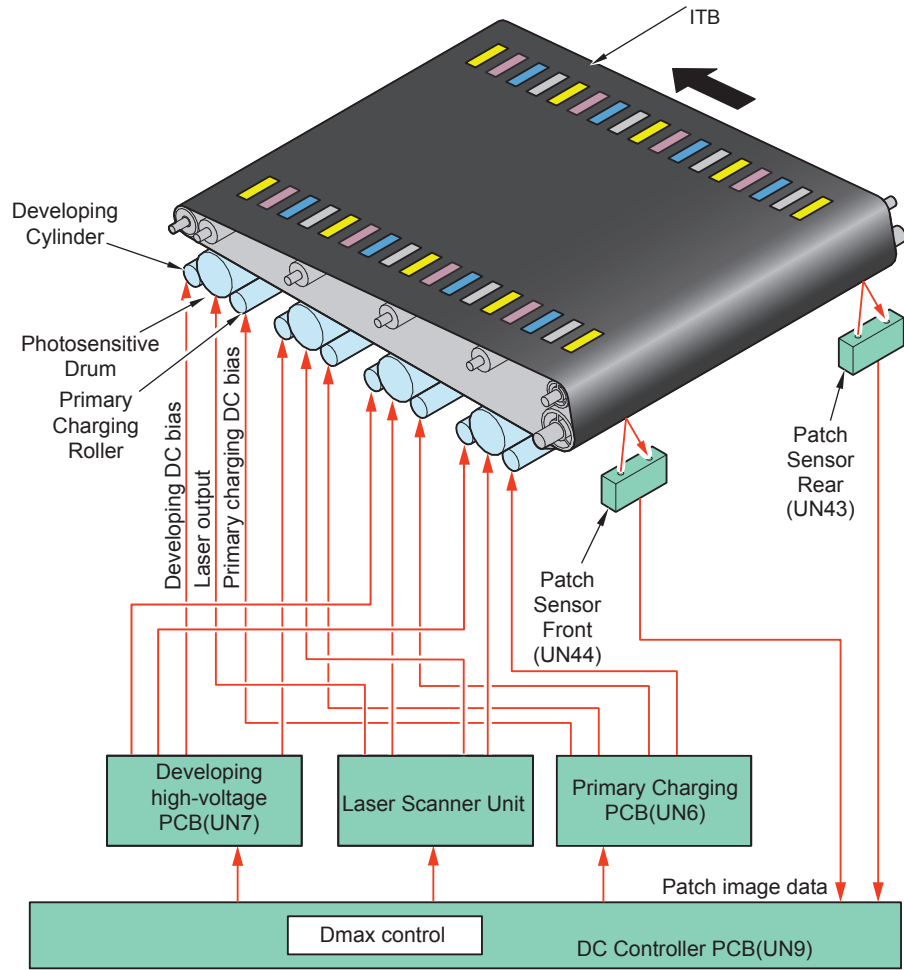 ITB
Developing
Cylinder
Photosensitive
Drum
Primary
Charging
Roller
Developing DC bias
Laser output
Primary charging DC bias
Patch
Sensor
Rear
(UN43)
Patch
Sensor
Front
(UN44)
Developing
high-voltage
PCB(UN7)
Laser Scanner Unit
Primary Charging
PCB(UN6)
Patch image data
Dmax control
DC Controller PCB(UN9)